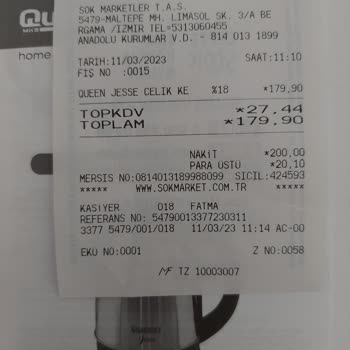 SOK MARKETLER T.A.S.
5479-MALTEPE MH. LIMASOL SK. 3/A BE
RGAMA /IZMIR TEL=5313060455
ANADOLU KURUMLAR V.D. - 814 013 1899
TARIH:11/03/2023 SAAT:11:10
FIS NO :0015
QUEEN JESSE CELIK KE %18 *179,90
TOPKDV *27,44
TOPLAM *179,90
NAKIT *200,00
PARA USTU *20,10
MERSIS NO:0814013189988099 SICIL:424593
***** WWW.SOKMARKET.COM.TR *****
KASIYER 018 FATMA
REFERANS NO: 54790013377230311
3377 5479/001/018 11/03/23 11:14 AC-00
EKU NO:0001 Z NO:0058
MF TZ 10003007
home